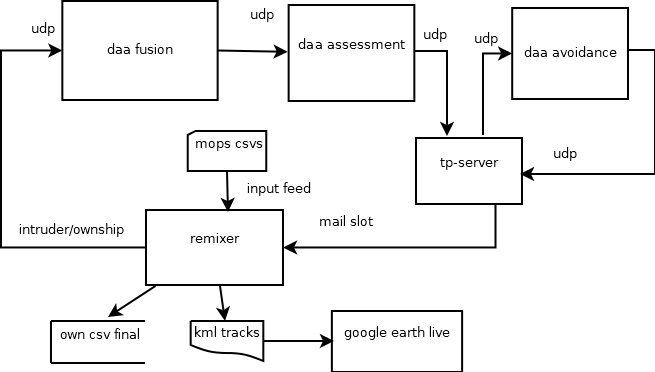 udp
udp
daa fusion
daa assessment
udp
udp
daa avoidance
mops csvs
tp-server
udp
input feed
intruder/ownship
remixer
mail slot
own csv final
kml tracks
google earth live